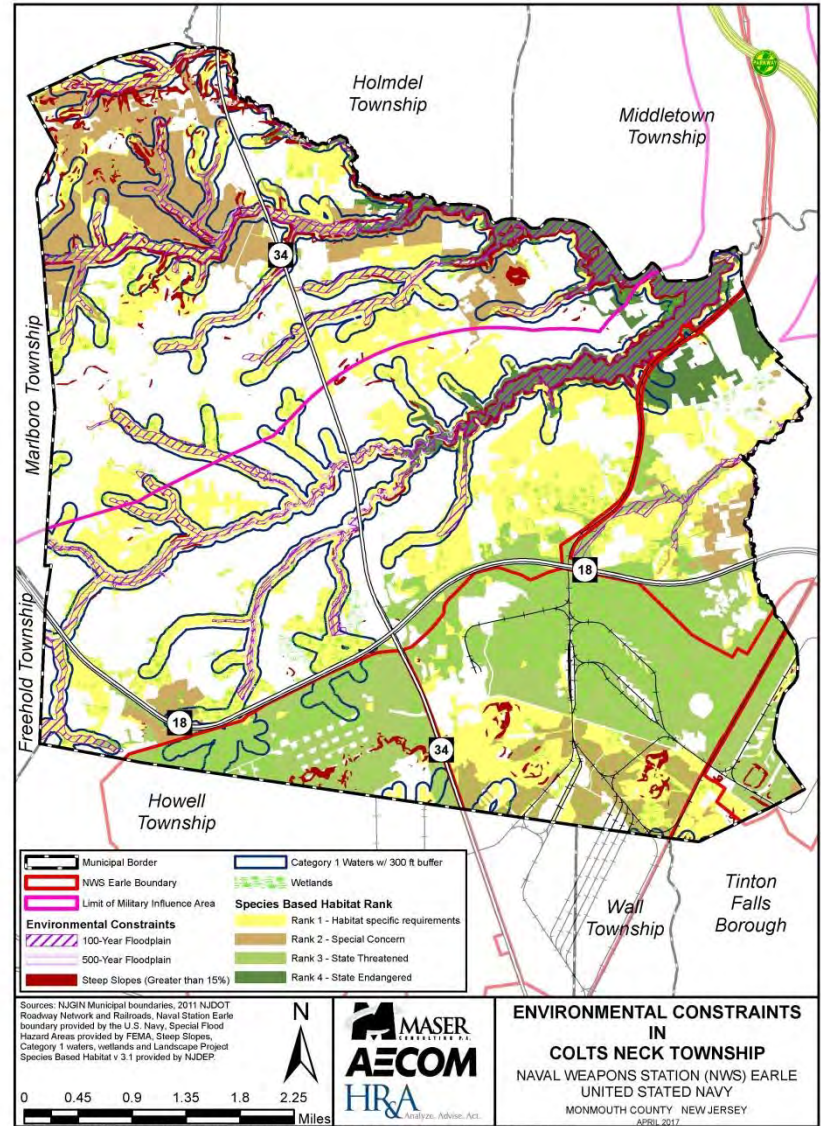 PARKWAY
Holmdel
Township
Middletown
Township
34
Marlboro Township
18
Freehold Township
18
34
Howell
Township
Wall
Township
Tinton
Falls
Borough
Municipal Border
NWS Earle Boundary
Limit of Military Influence Area
Environmental Constraints
100-Year Floodplain
500-Year Floodplain
Steep Slopes (Greater than 15%)
Category 1 Waters w/ 300 ft buffer
Wetlands
Species Based Habitat Rank
Rank 1 - Habitat specific requirements
Rank 2 - Special Concern
Rank 3 - State Threatened
Rank 4 - State Endangered
Sources: NJGIN Municipal boundaries, 2011 NJDOT
Roadway Network and Railroads, Naval Station Earle
boundary provided by the U.S. Navy, Special Flood
Hazard Areas provided by FEMA, Steep Slopes,
Category 1 waters, wetlands and Landscape Project
Species Based Habitat v 3.1 provided by NJDEP.
N
0 0.45 0.9 1.35 1.8 2.25
Miles
MASER
CONSULTING P.A.
AECOM
HR&A
Analyze. Advise. Act.
ENVIRONMENTAL CONSTRAINTS
IN
COLTS NECK TOWNSHIP
NAVAL WEAPONS STATION (NWS) EARLE
UNITED STATED NAVY
MONMOUTH COUNTY NEW JERSEY
APRIL 2017